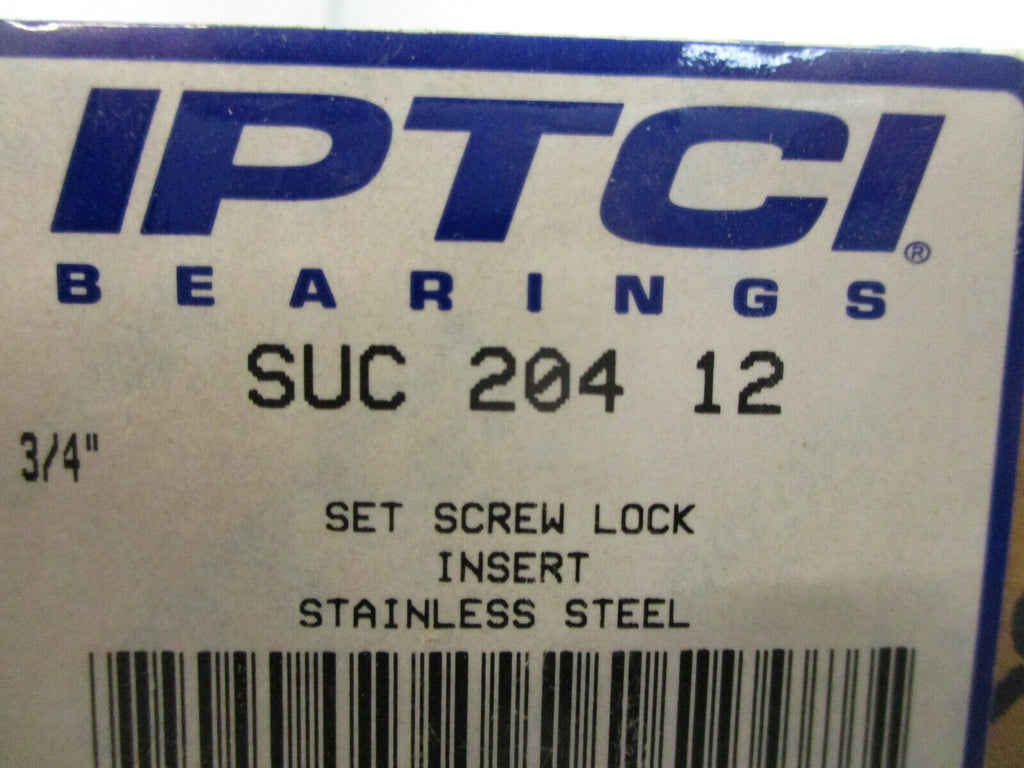 IPTCI®
BEARINGS
SUC 204 12
3/4"
SET SCREW LOCK
INSERT
STAINLESS STEEL